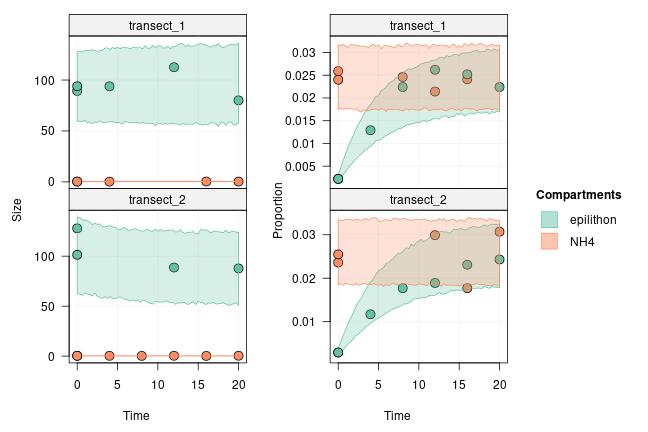 transect_1
transect_1
100
50
0
0.03
0.025
0.02
0.015
0.01
0.005
Size
Proportion
transect_2
transect_2
100
50
0
0.03
0.02
0.01
0 5 10 15 20
0 5 10 15 20
Time
Time
Compartments
epilithon
NH4